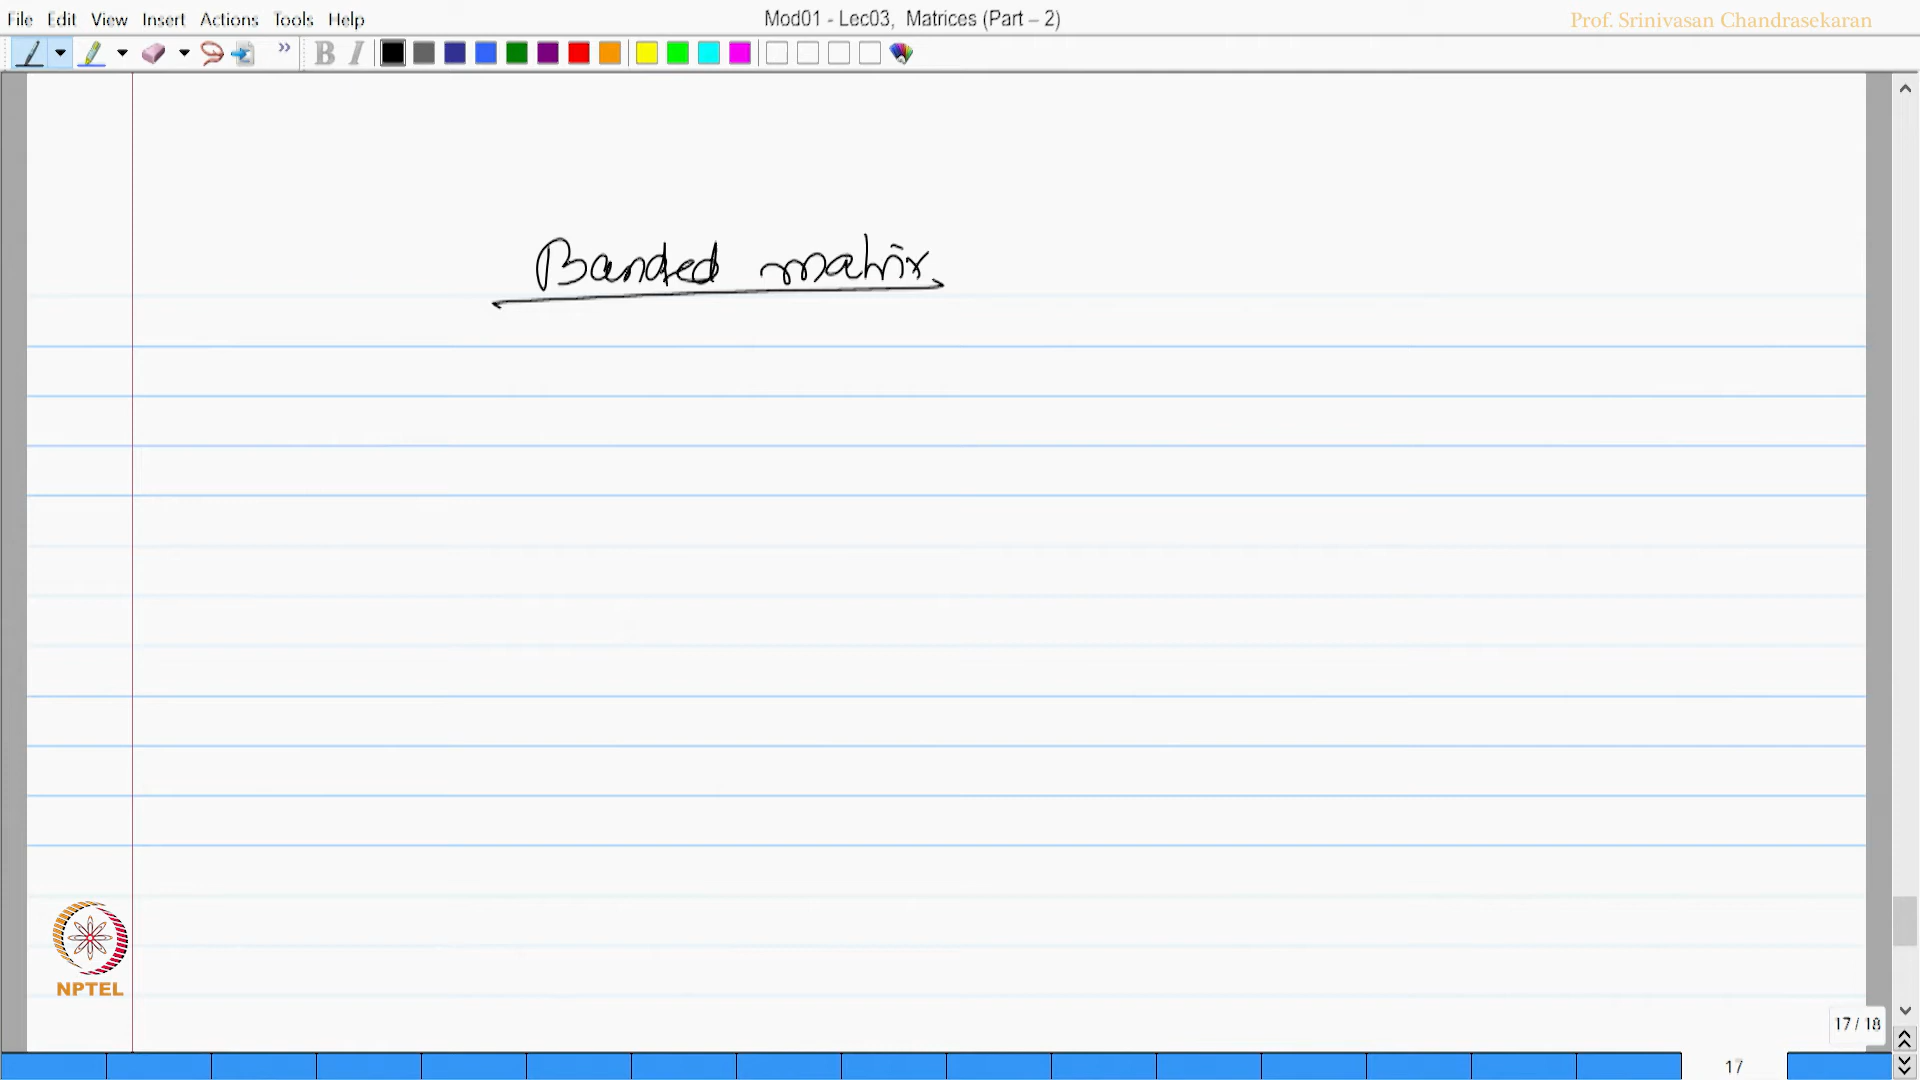 File Edit View Insert Actions Tools Help
Mod01 - Lec03, Matrices (Part – 2)
Prof. Srinivasan Chandrasekaran
» B I
Banded matrix
NPTEL
17 / 18
17